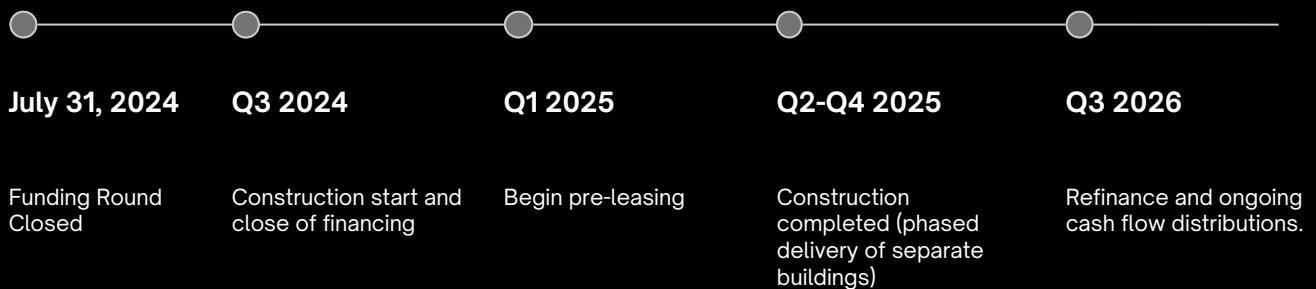 July 31, 2024
Q3 2024
Q1 2025
Q2-Q4 2025
Q3 2026
Funding Round
Closed
Construction start and
close of financing
Begin pre-leasing
Construction
completed (phased
delivery of separate
buildings)
Refinance and ongoing
cash flow distributions.